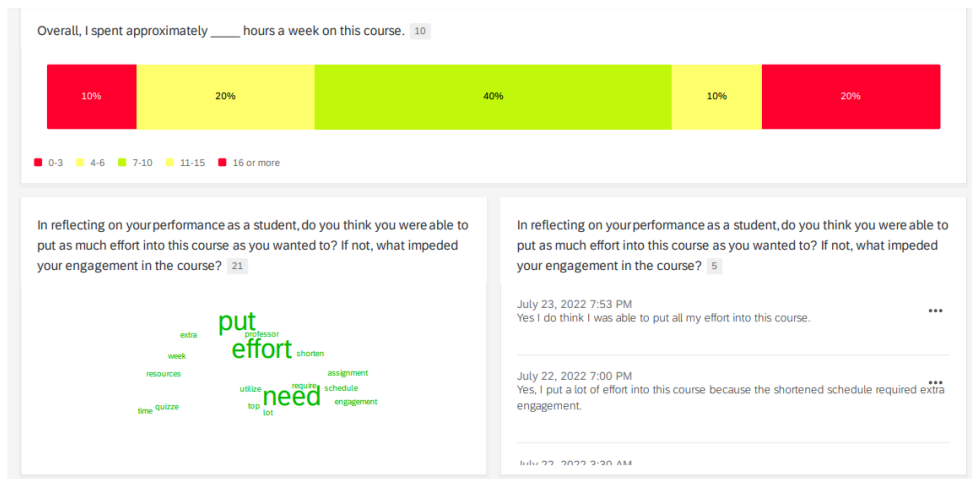 Overall, I spent approximately _____ hours a week on this course. 10
10% 20% 40% 10% 20%
0-3 4-6 7-10 11-15 16 or more
In reflecting on your performance as a student, do you think you were able to
put as much effort into this course as you wanted to? If not, what impeded
your engagement in the course? 21
put
extra professor
effort
week shorten
resources assignment
utilize require schedule
need
time quizze top engagement
lot
In reflecting on your performance as a student, do you think you were able to
put as much effort into this course as you wanted to? If not, what impeded
your engagement in the course? 5
July 23, 2022 7:53 PM
Yes I do think I was able to put all my effort into this course.
July 22, 2022 7:00 PM
Yes, I put a lot of effort into this course because the shortened schedule required extra
engagement.
July 22, 2022 3:30 AM